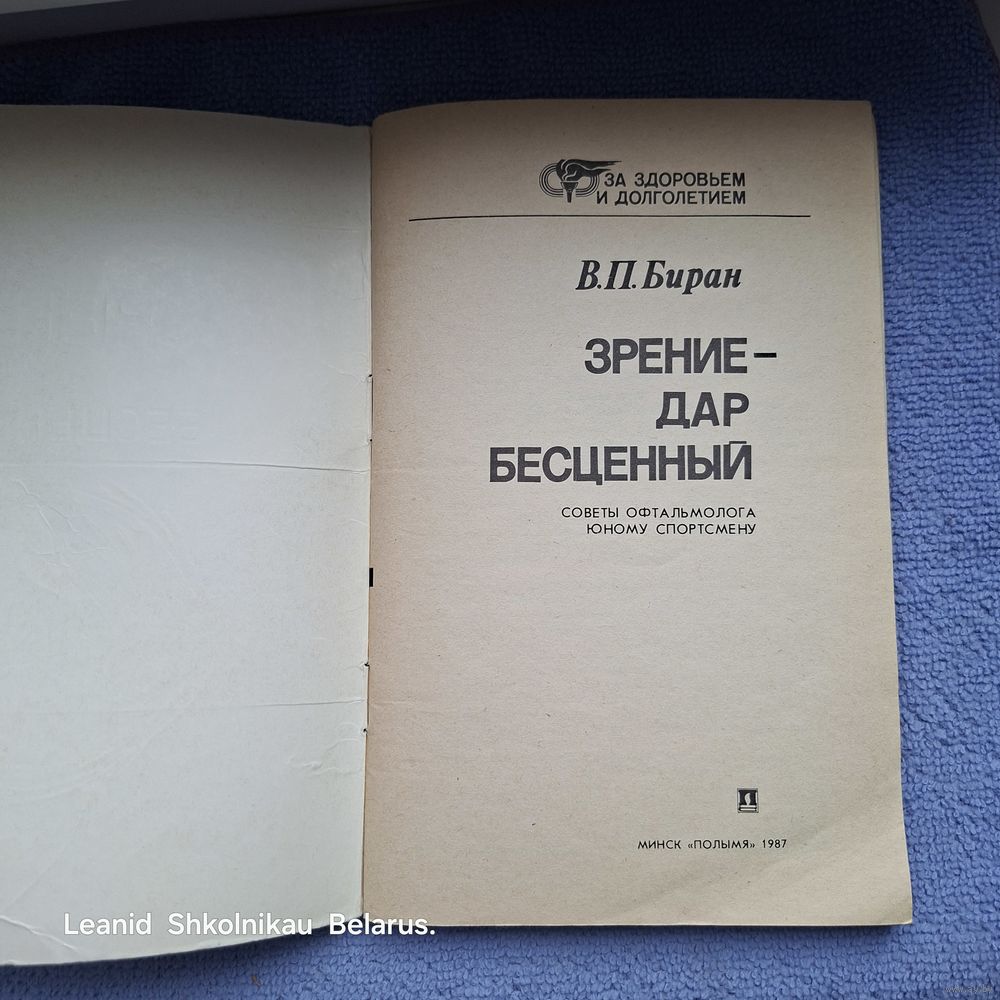 ЗА ЗДОРОВЬЕМ
И ДОЛГОЛЕТИЕМ
В.П.Биран
ЗРЕНИЕ–
ДАР
БЕСЦЕННЫЙ
СОВЕТЫ ОФТАЛЬМОЛОГА
ЮНОМУ СПОРТСМЕНУ
МИНСК «ПОЛЫМЯ» 1987
Leanid Shkolnikau Belarus.